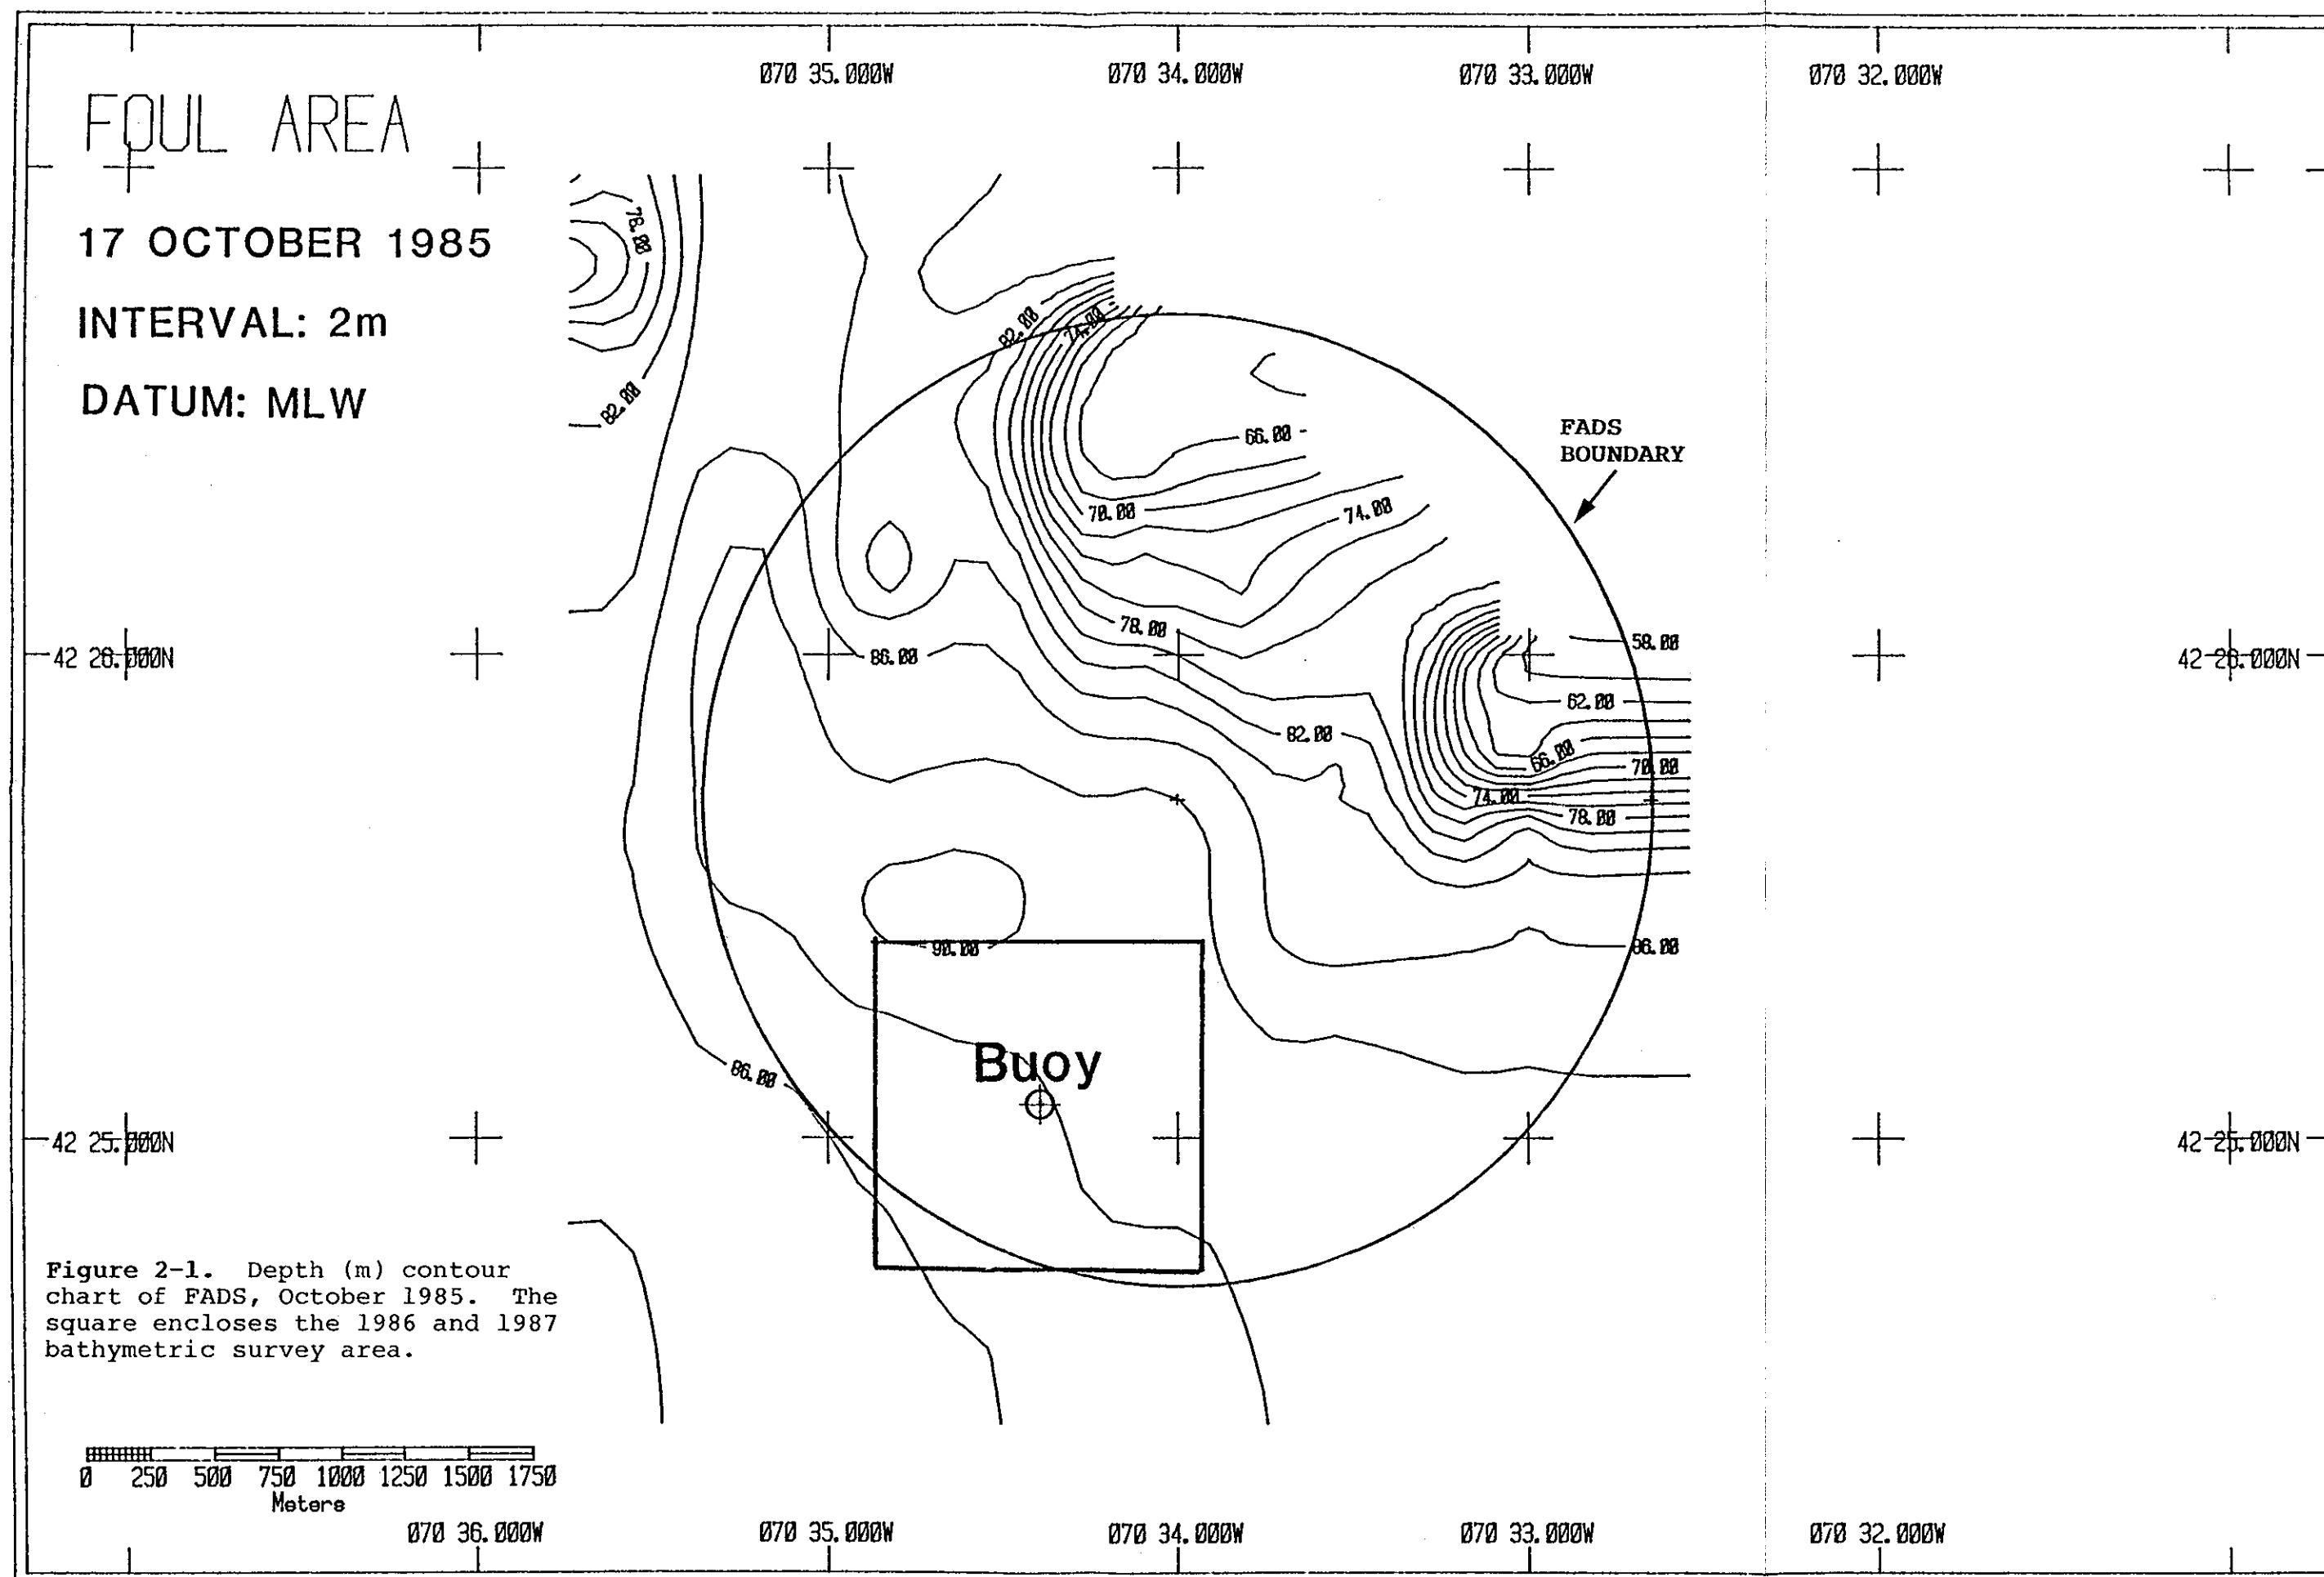 070 35.000W 070 34.000W 070 33.000W 070 32.000W
FOUL AREA
17 OCTOBER 1985
INTERVAL: 2m
DATUM: MLW
78.00
82.00
82.00
74.00
66.00
70.00
74.00
FADS
BOUNDARY
78.00
86.00
58.00
42 26.000N
42 26.000N
62.00
82.00
66.00
70.00
74.00
78.00
90.00
86.00
Buoy
86.00
42 25.000N
42 25.000N
Figure 2-1. Depth (m) contour
chart of FADS, October 1985. The
square encloses the 1986 and 1987
bathymetric survey area.
0 250 500 750 1000 1250 1500 1750
Meters
070 36.000W 070 35.000W 070 34.000W 070 33.000W 070 32.000W